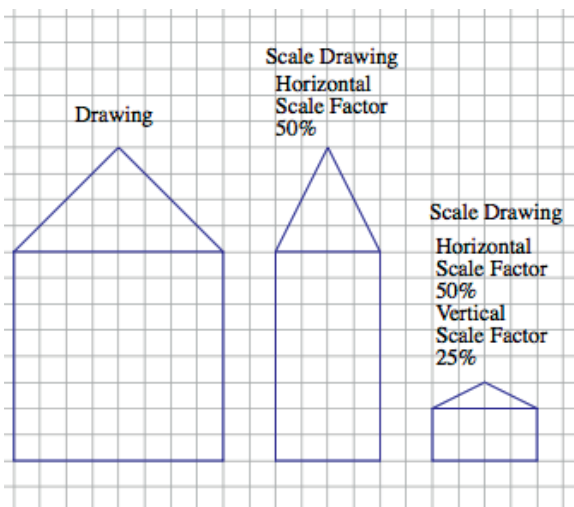 Drawing
Scale Drawing
Horizontal
Scale Factor
50%
Scale Drawing
Horizontal
Scale Factor
50%
Vertical
Scale Factor
25%